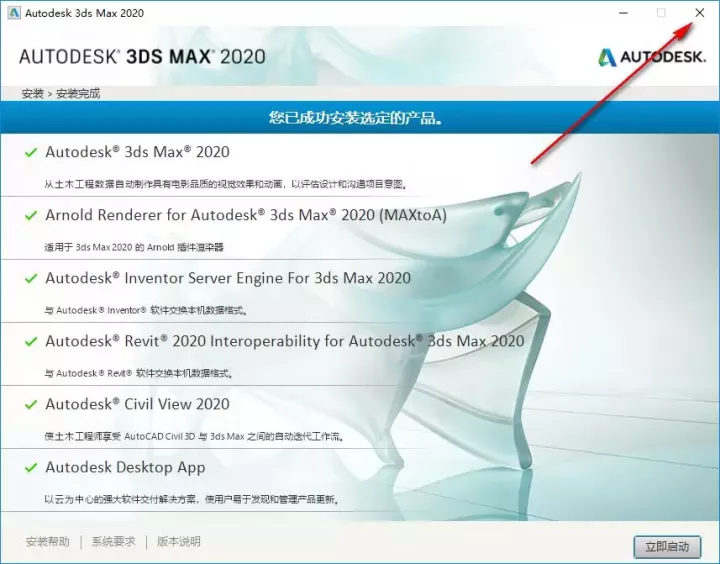 Autodesk 3ds Max 2020
AUTODESK® 3DS MAX® 2020
AUTODESK.
安装 > 安装完成
您已成功安装选定的产品。
Autodesk® 3ds Max® 2020
从土木工程数据自动制作具有电影品质的视觉效果和动画，以评估设计和沟通项目意图。
Arnold Renderer for Autodesk® 3ds Max® 2020 (MAXtoA)
适用于 3ds Max 2020 的 Arnold 插件渲染器
Autodesk® Inventor Server Engine For 3ds Max 2020
与 Autodesk® Inventor® 软件交换本机数据格式。
Autodesk® Revit® 2020 Interoperability for Autodesk® 3ds Max 2020
与 Autodesk® Revit® 软件交换本机数据格式。
Autodesk® Civil View 2020
使土木工程师享受 AutoCAD Civil 3D 与 3ds Max 之间的自动迭代工作流。
Autodesk Desktop App
以云为中心的强大软件交付解决方案，使用户易于发现和管理产品更新。
安装帮助 | 系统要求 | 版本说明
立即启动